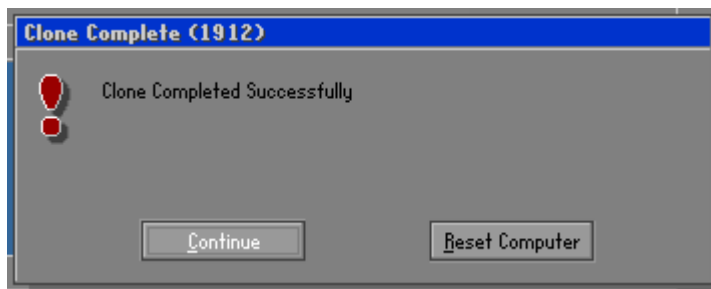 Clone Complete (1912)
Clone Completed Successfully
Continue
Reset Computer